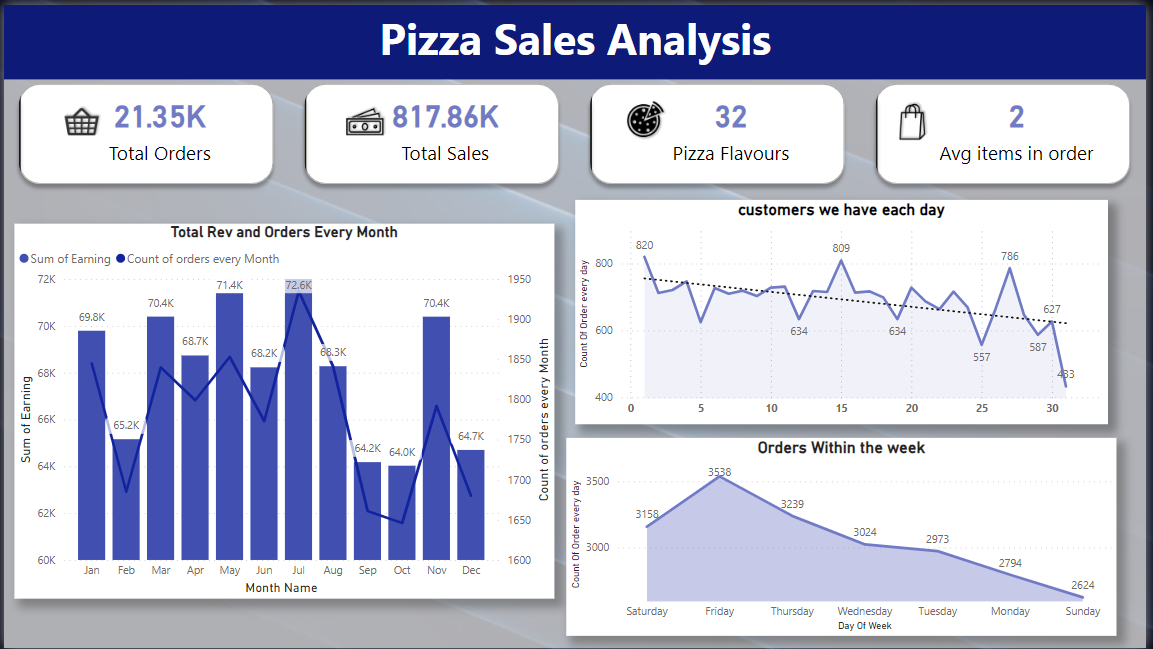 Pizza Sales Analysis
21.35K
Total Orders
817.86K
Total Sales
32
Pizza Flavours
2
Avg items in order
Total Rev and Orders Every Month
Sum of Earning Count of orders every Month
72K
70K
68K
66K
64K
62K
60K
Sum of Earning
69.8K
65.2K
70.4K
68.7K
71.4K
68.2K
72.6K
68.3K
64.2K
64.0K
70.4K
64.7K
1950
1900
1850
1800
1750
1700
1650
1600
Count of orders every Month
Jan Feb Mar Apr May Jun Jul Aug Sep Oct Nov Dec
Month Name
customers we have each day
Count Of Order every day
800
600
400
820
634
809
634
557
786
587
627
433
0 5 10 15 20 25 30
Orders Within the week
Count Of Order every day
3500
3000
3158
3538
3239
3024
2973
2794
2624
Saturday Friday Thursday Wednesday Tuesday Monday Sunday
Day Of Week